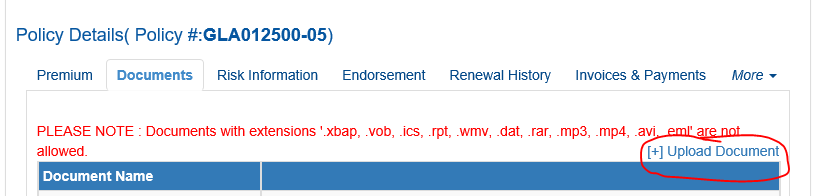 Policy Details( Policy #:GLA012500-05)
Premium Documents Risk Information Endorsement Renewal History Invoices & Payments More
PLEASE NOTE : Documents with extensions '.xbap, .vob, .ics, .rpt, .wmv, .dat, .rar, .mp3, .mp4, .avi, .eml' are not
allowed.
[+] Upload Document
Document Name